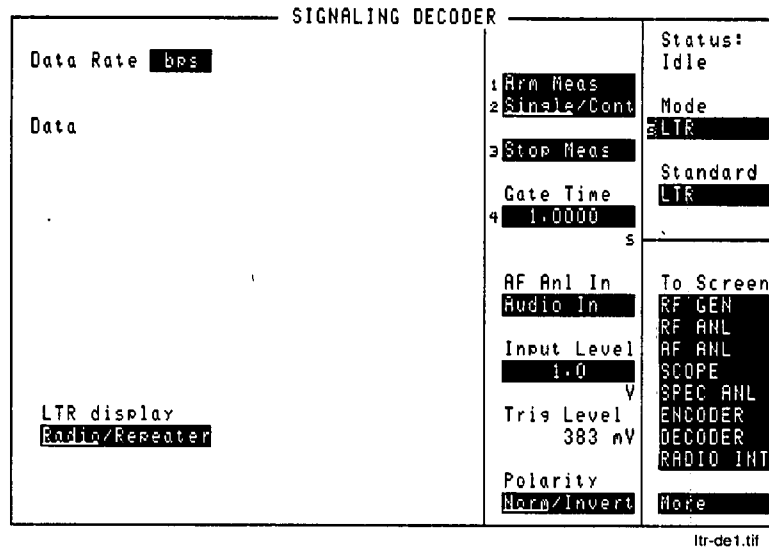 SIGNALING DECODER
Data Rate bps
Data
LTR display
Radio/Repeater
1 Arm Meas
2 Single/Cont
3 Stop Meas
Gate Time
4 1.0000
s
AF Anl In
Audio In
Input Level
1.0
V
Trig Level
383 mV
Polarity
Norm/Invert
Status:
Idle
Mode
LTR
Standard
LTR
To Screen
RF GEN
RF ANL
AF ANL
SCOPE
SPEC ANL
ENCODER
DECODER
RADIO INT
More
ltr-de1.tif